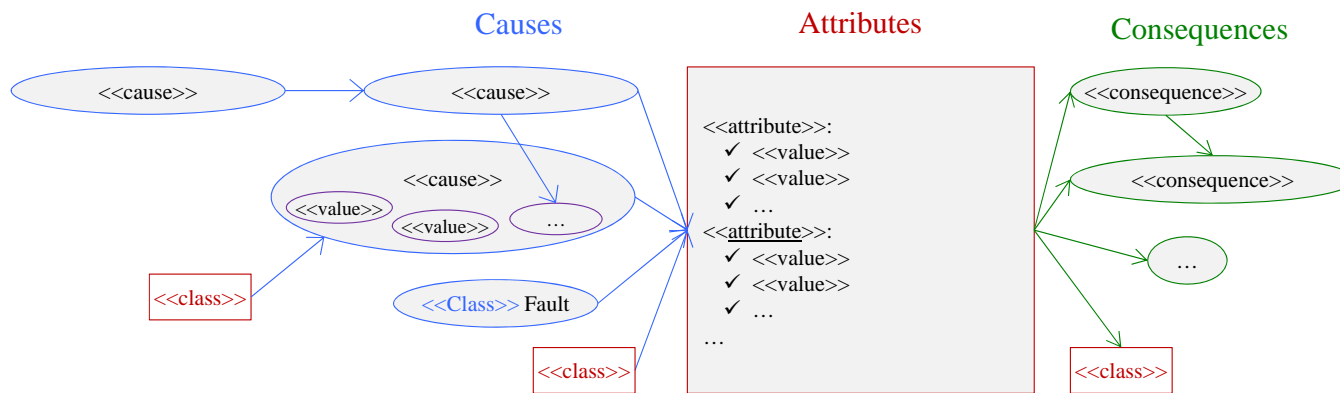 Causes
Attributes
Consequences
<<cause>>
<<cause>>
<<cause>>
<<value>>
<<value>>
…
<<class>>
<<Class>> Fault
<<class>>
<<attribute>>:
✓ <<value>>
✓ <<value>>
✓ …
<<attribute>>:
✓ <<value>>
✓ <<value>>
✓ …
…
<<consequence>>
<<consequence>>
…
<<class>>